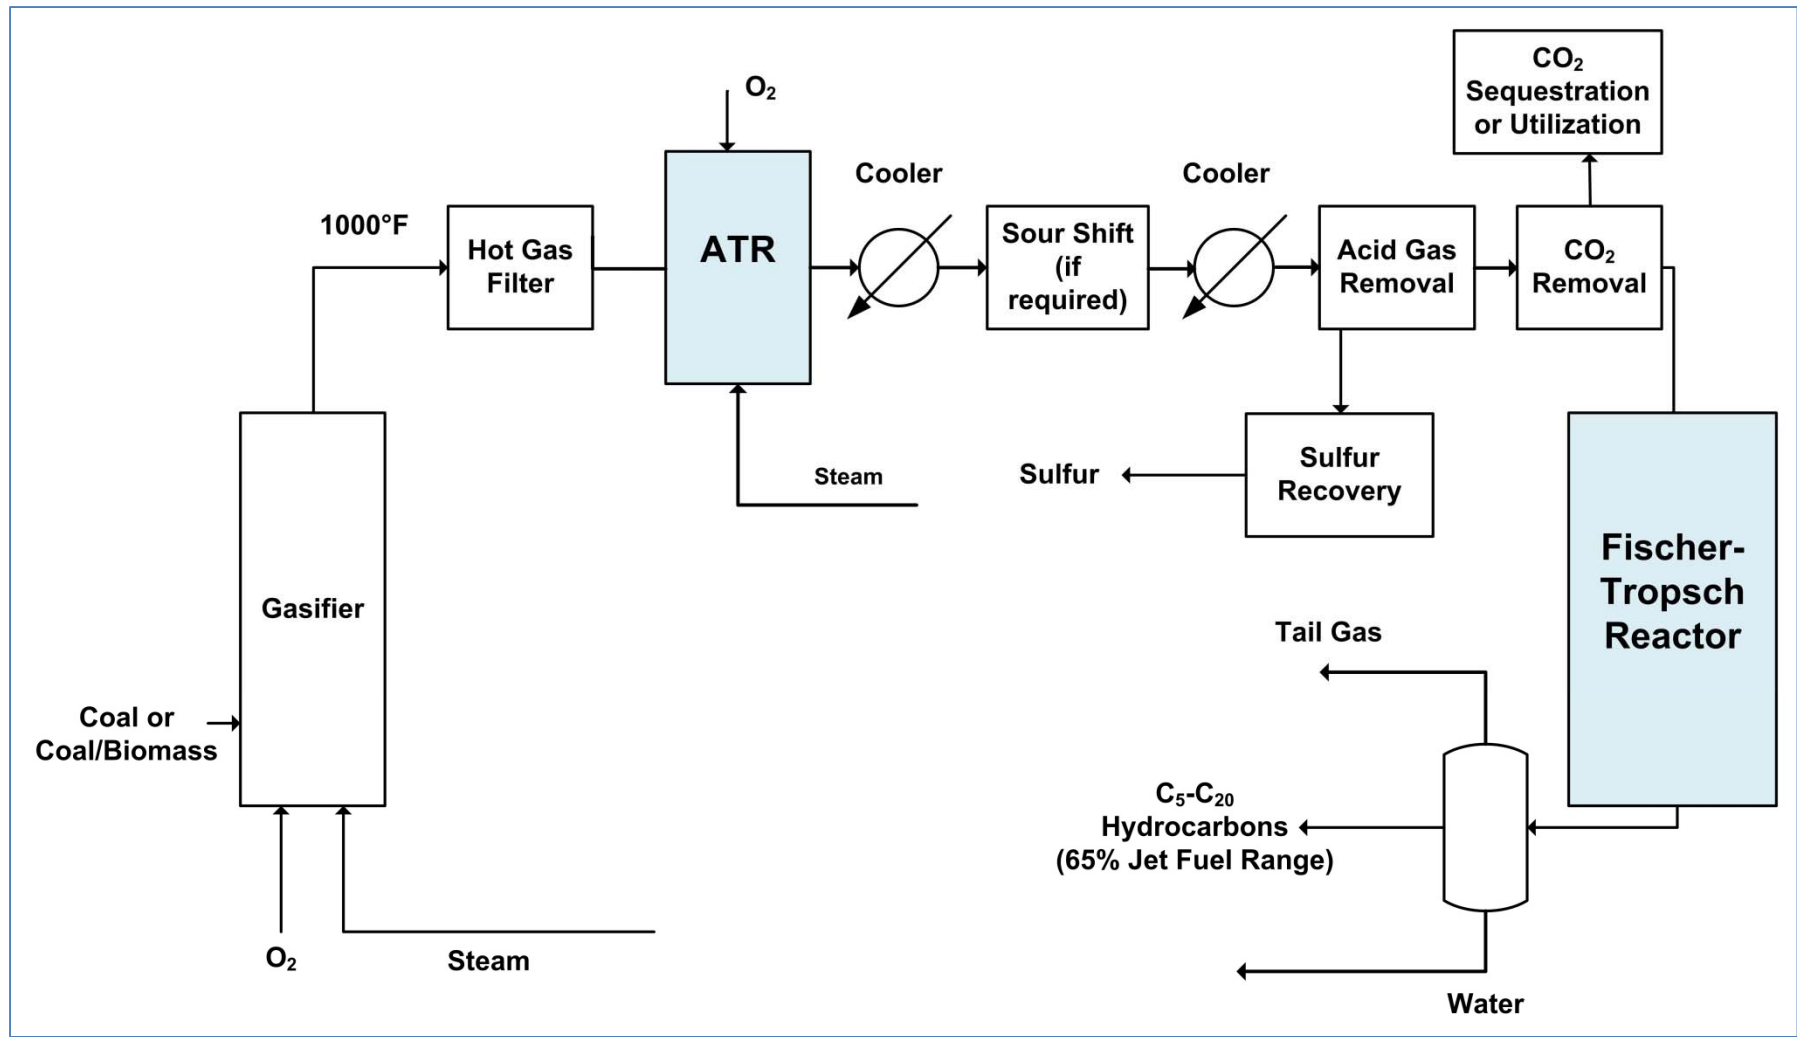 CO₂
Sequestration
or Utilization
O₂
Cooler
Cooler
1000°F
Hot Gas
Filter
ATR
Sour Shift
(if
required)
Acid Gas
Removal
CO₂
Removal
Steam
Sulfur
Sulfur
Recovery
Gasifier
Fischer-
Tropsch
Reactor
Tail Gas
Coal or
Coal/Biomass
C₅-C₂₀
Hydrocarbons
(65% Jet Fuel Range)
O₂
Steam
Water